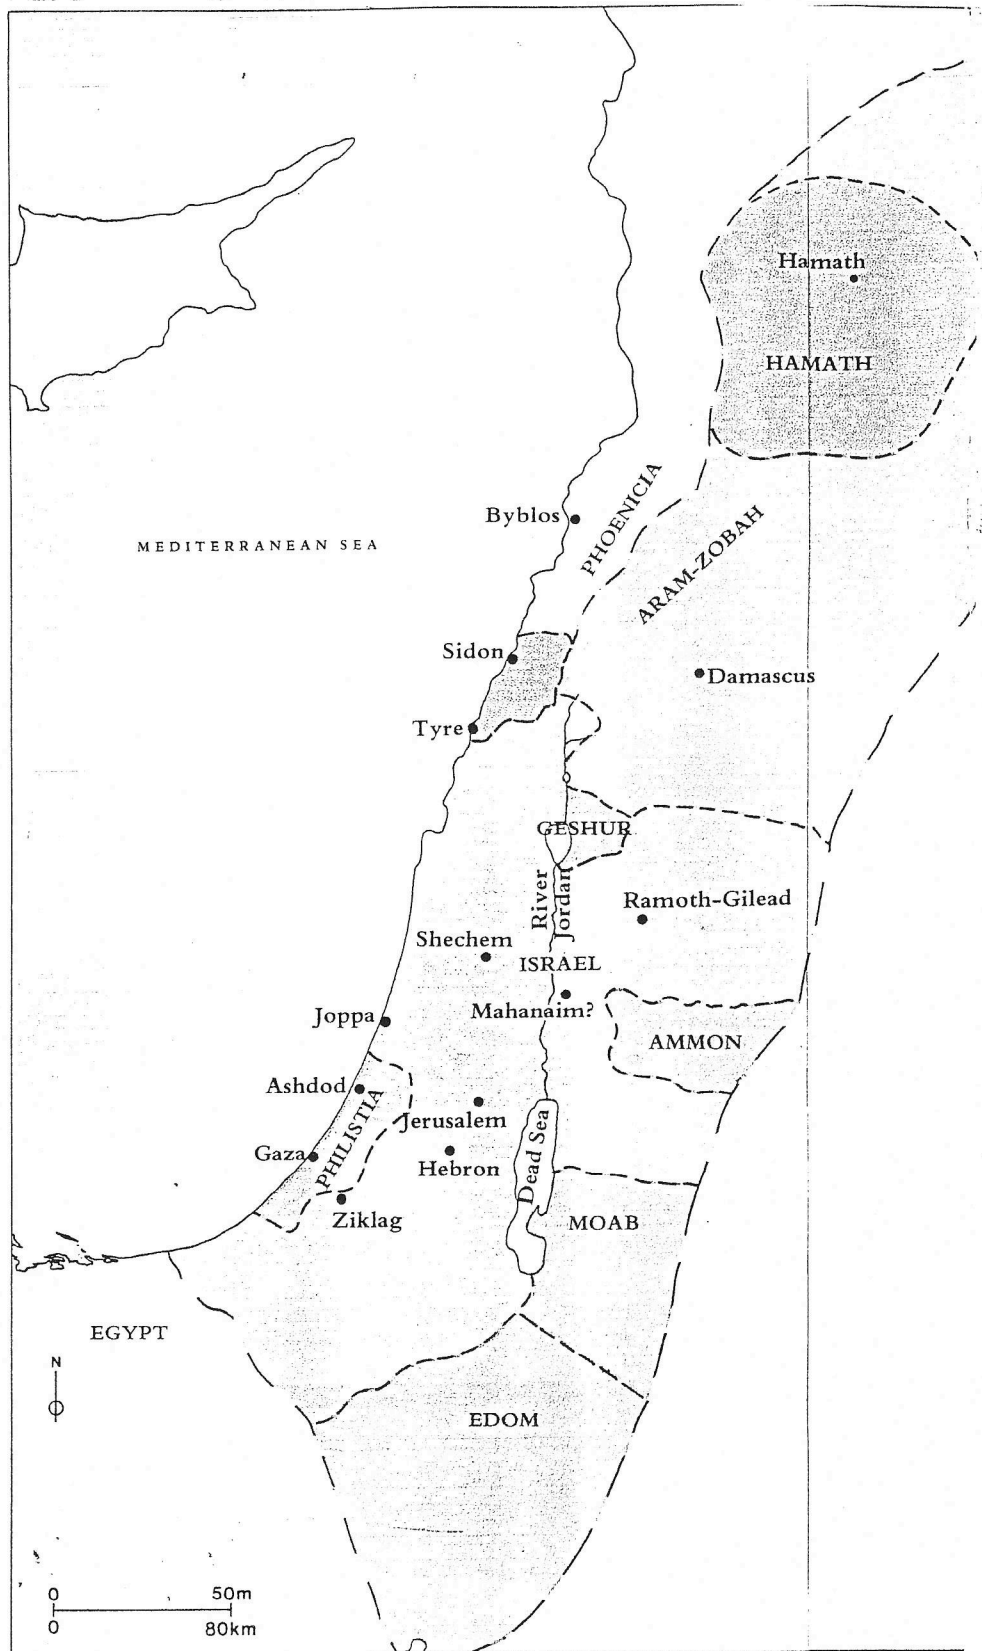 Hamath
HAMATH
Byblos
PHOENICIA
MEDITERRANEAN SEA
ARAM-ZOBAH
Sidon
Damascus
Tyre
GESHUR
River
Jordan
Ramoth-Gilead
Shechem
ISRAEL
Mahanaim?
Joppa
AMMON
Ashdod
PHILISTIA
Jerusalem
Gaza
Hebron
Dead Sea
Ziklag
MOAB
EGYPT
N
EDOM
0 50m
0 80km